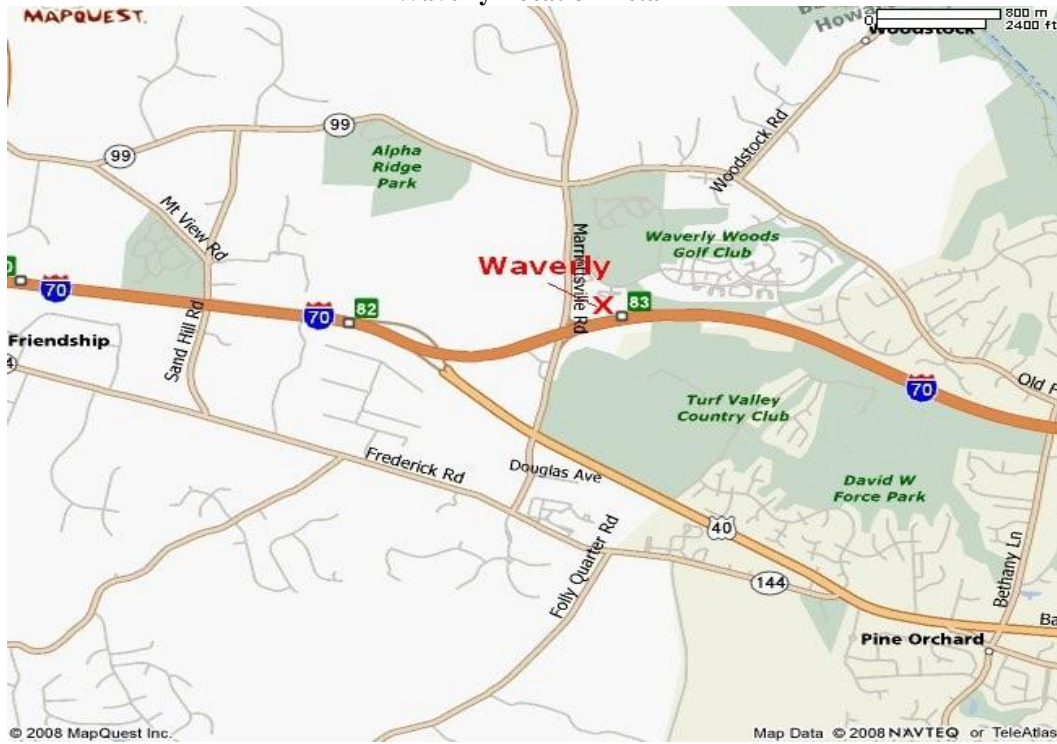 MAPQUEST.
800 m
2400 ft
0
Woodstock
99
99
Alpha
Ridge
Park
Woodstock Rd
Mt View Rd
Marriottsville Rd
Waverly Woods
Golf Club
Waverly
X
83
82
70
70
Friendship
Sand Hill Rd
70
Turf Valley
Country Club
Frederick Rd
Douglas Ave
David W
Force Park
40
Folly Quarter Rd
144
Bethany Ln
Pine Orchard
© 2008 MapQuest Inc.
Map Data © 2008 NAVTEQ or TeleAtlas